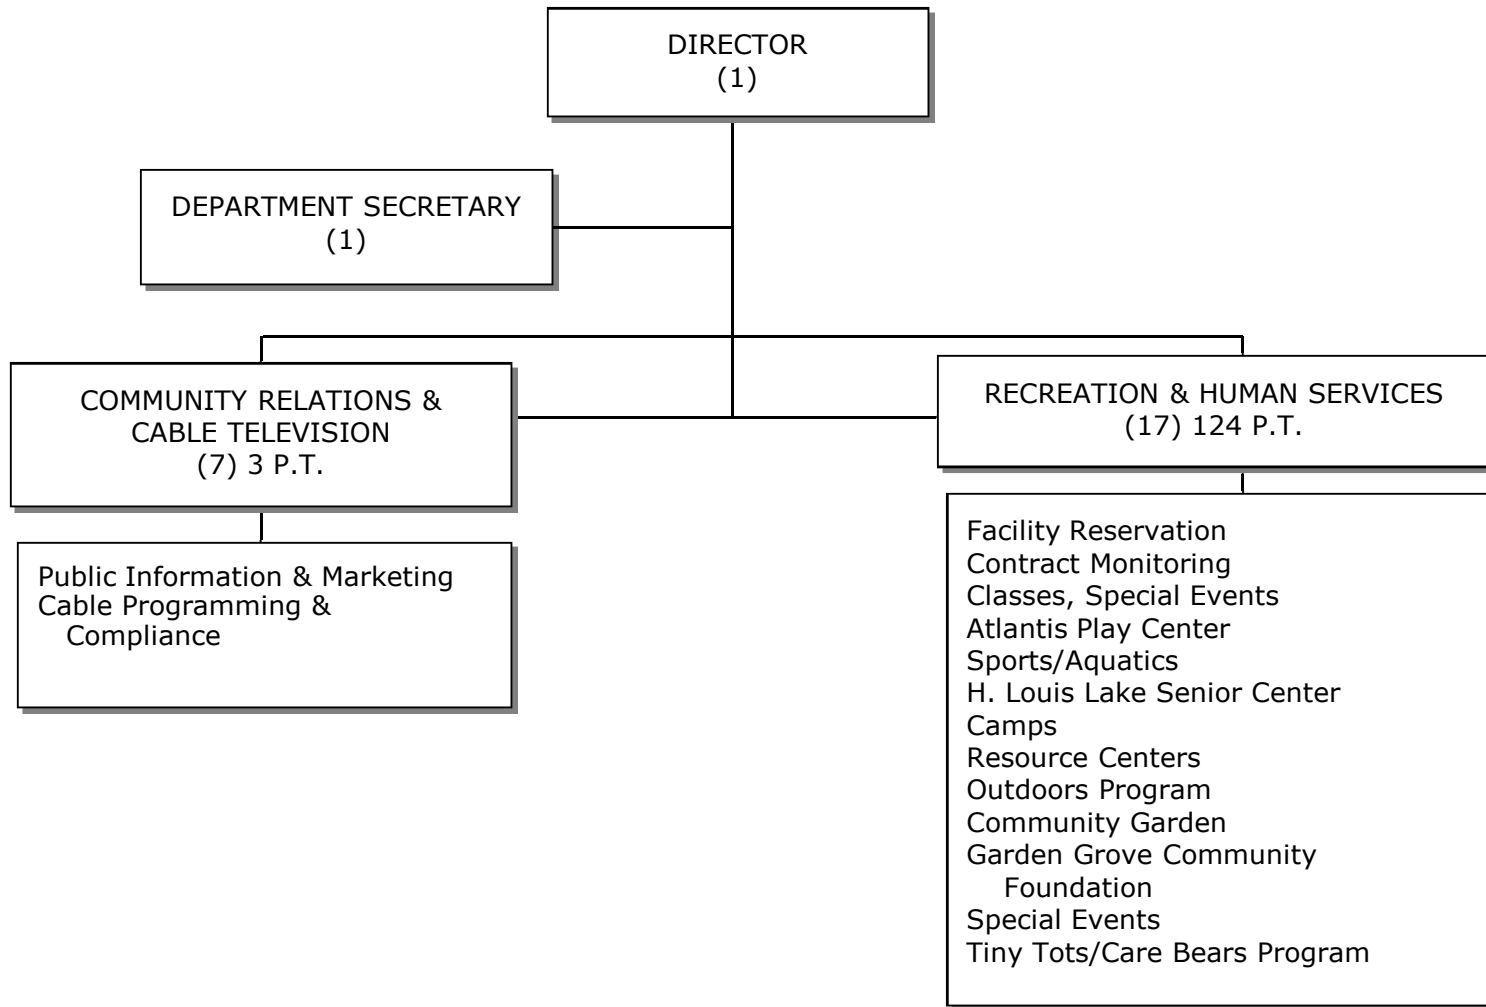 DIRECTOR
(1)
DEPARTMENT SECRETARY
(1)
COMMUNITY RELATIONS &
CABLE TELEVISION
(7) 3 P.T.
RECREATION & HUMAN SERVICES
(17) 124 P.T.
Public Information & Marketing
Cable Programming &
Compliance
Facility Reservation
Contract Monitoring
Classes, Special Events
Atlantis Play Center
Sports/Aquatics
H. Louis Lake Senior Center
Camps
Resource Centers
Outdoors Program
Community Garden
Garden Grove Community
Foundation
Special Events
Tiny Tots/Care Bears Program